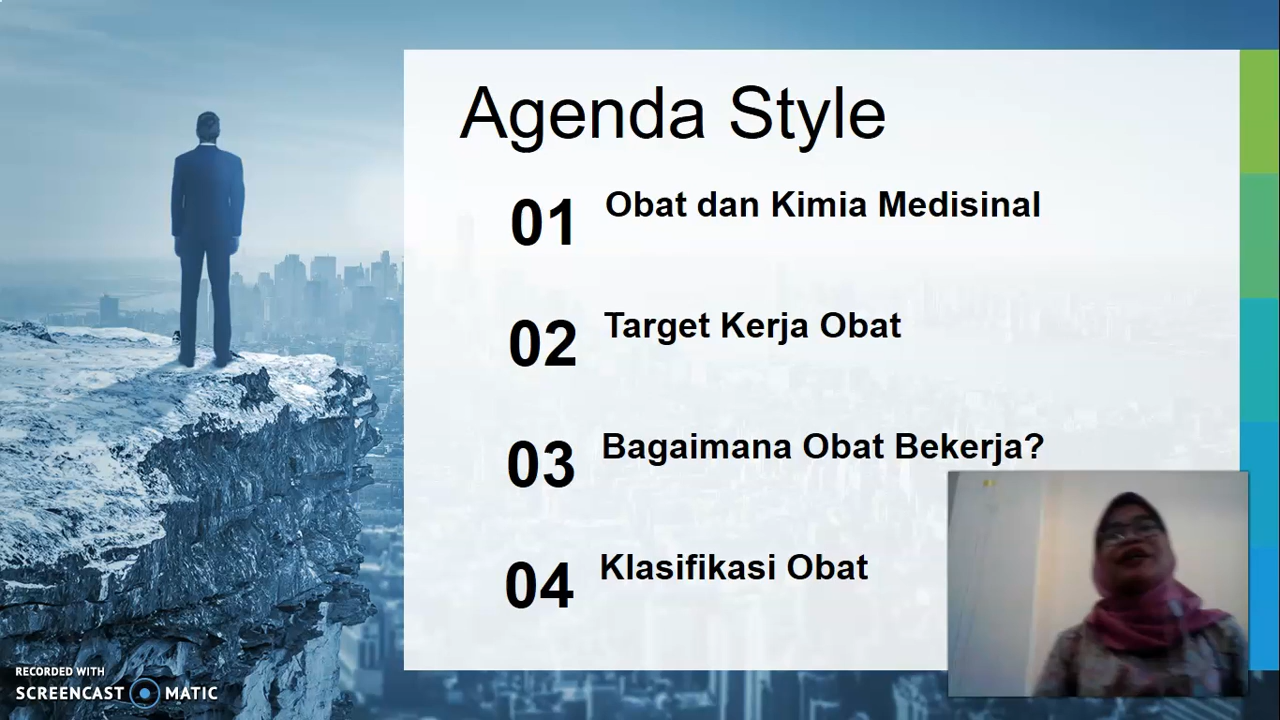 Agenda Style
01 Obat dan Kimia Medisinal
02 Target Kerja Obat
03 Bagaimana Obat Bekerja?
04 Klasifikasi Obat
RECORDED WITH
SCREENCAST MATIC